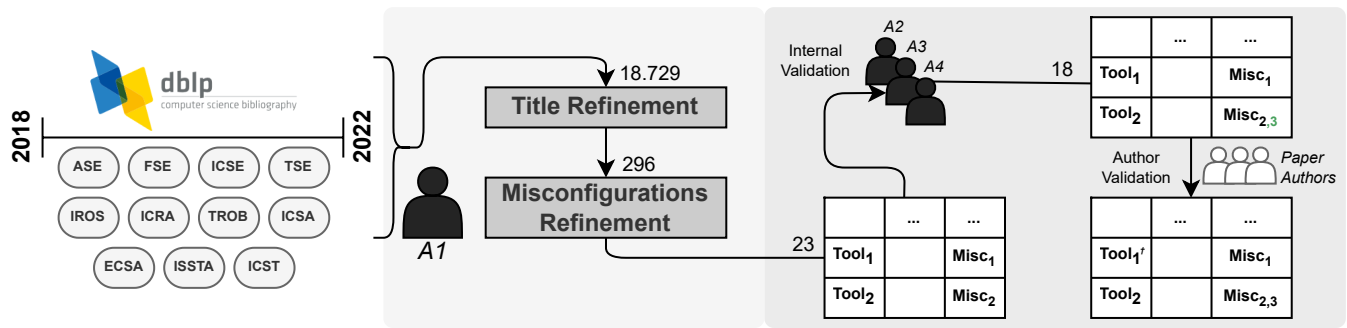 dblp
computer science bibliography
2018
2022
ASE
FSE
ICSE
TSE
IROS
ICRA
TROB
ICSA
ECSA
ISSTA
ICST
A1
18.729
Title Refinement
296
Misconfigurations
Refinement
23
... ...
Tool1 Misc1
Tool2 Misc2
Internal
Validation
A2
A3
A4
18
... ...
Tool1 Misc1
Tool2 Misc2,3
Author
Validation
Paper
Authors
... ...
Tool1† Misc1
Tool2 Misc2,3